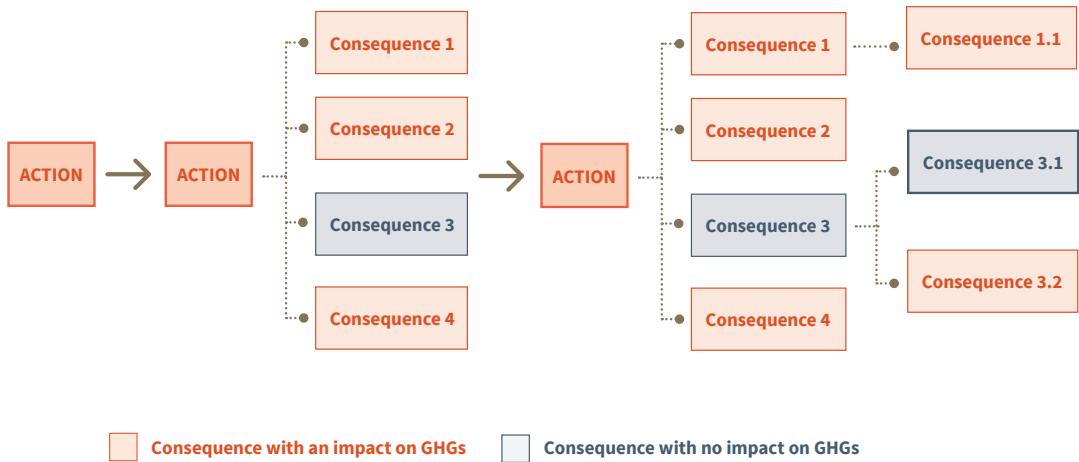 ACTION
ACTION
Consequence 1
Consequence 2
Consequence 3
Consequence 4
ACTION
Consequence 1
Consequence 2
Consequence 3
Consequence 4
Consequence 1.1
Consequence 3.1
Consequence 3.2
Consequence with an impact on GHGs
Consequence with no impact on GHGs